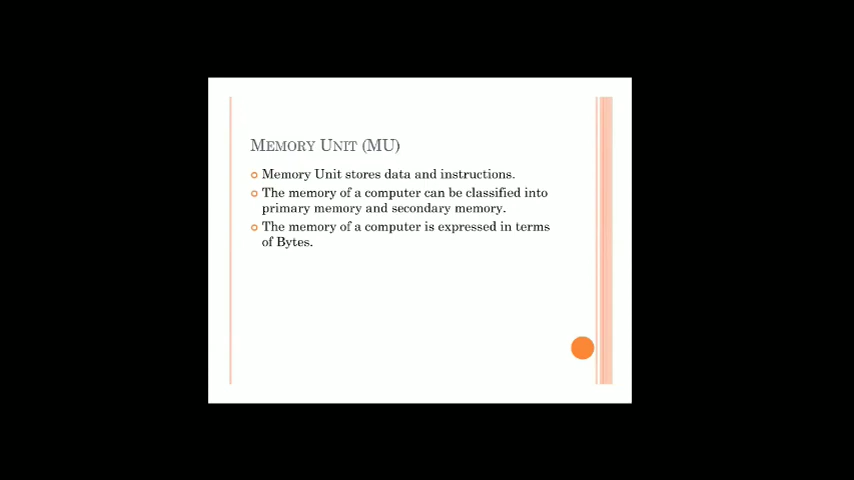 MEMORY UNIT (MU)
Memory Unit stores data and instructions.
The memory of a computer can be classified into
primary memory and secondary memory.
The memory of a computer is expressed in terms
of Bytes.